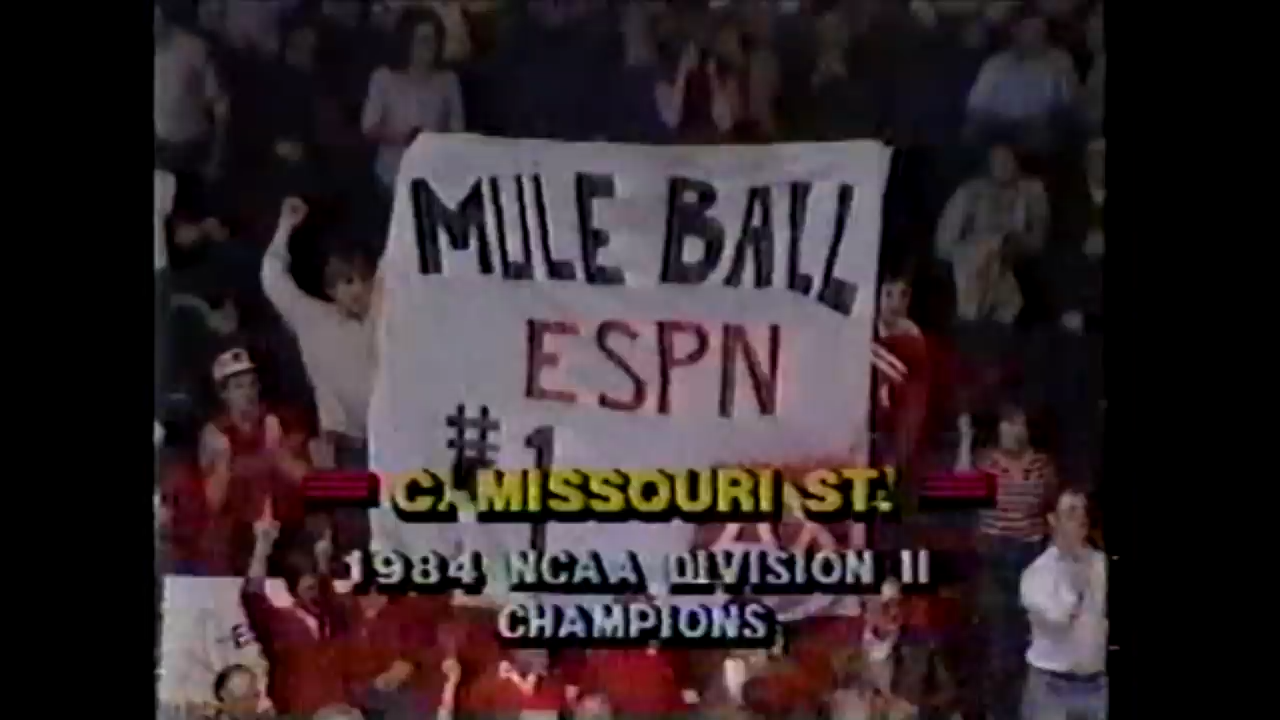 MULE BALL
ESPN
#1
C. MISSOURI ST.
1984 NCAA DIVISION II
CHAMPIONS